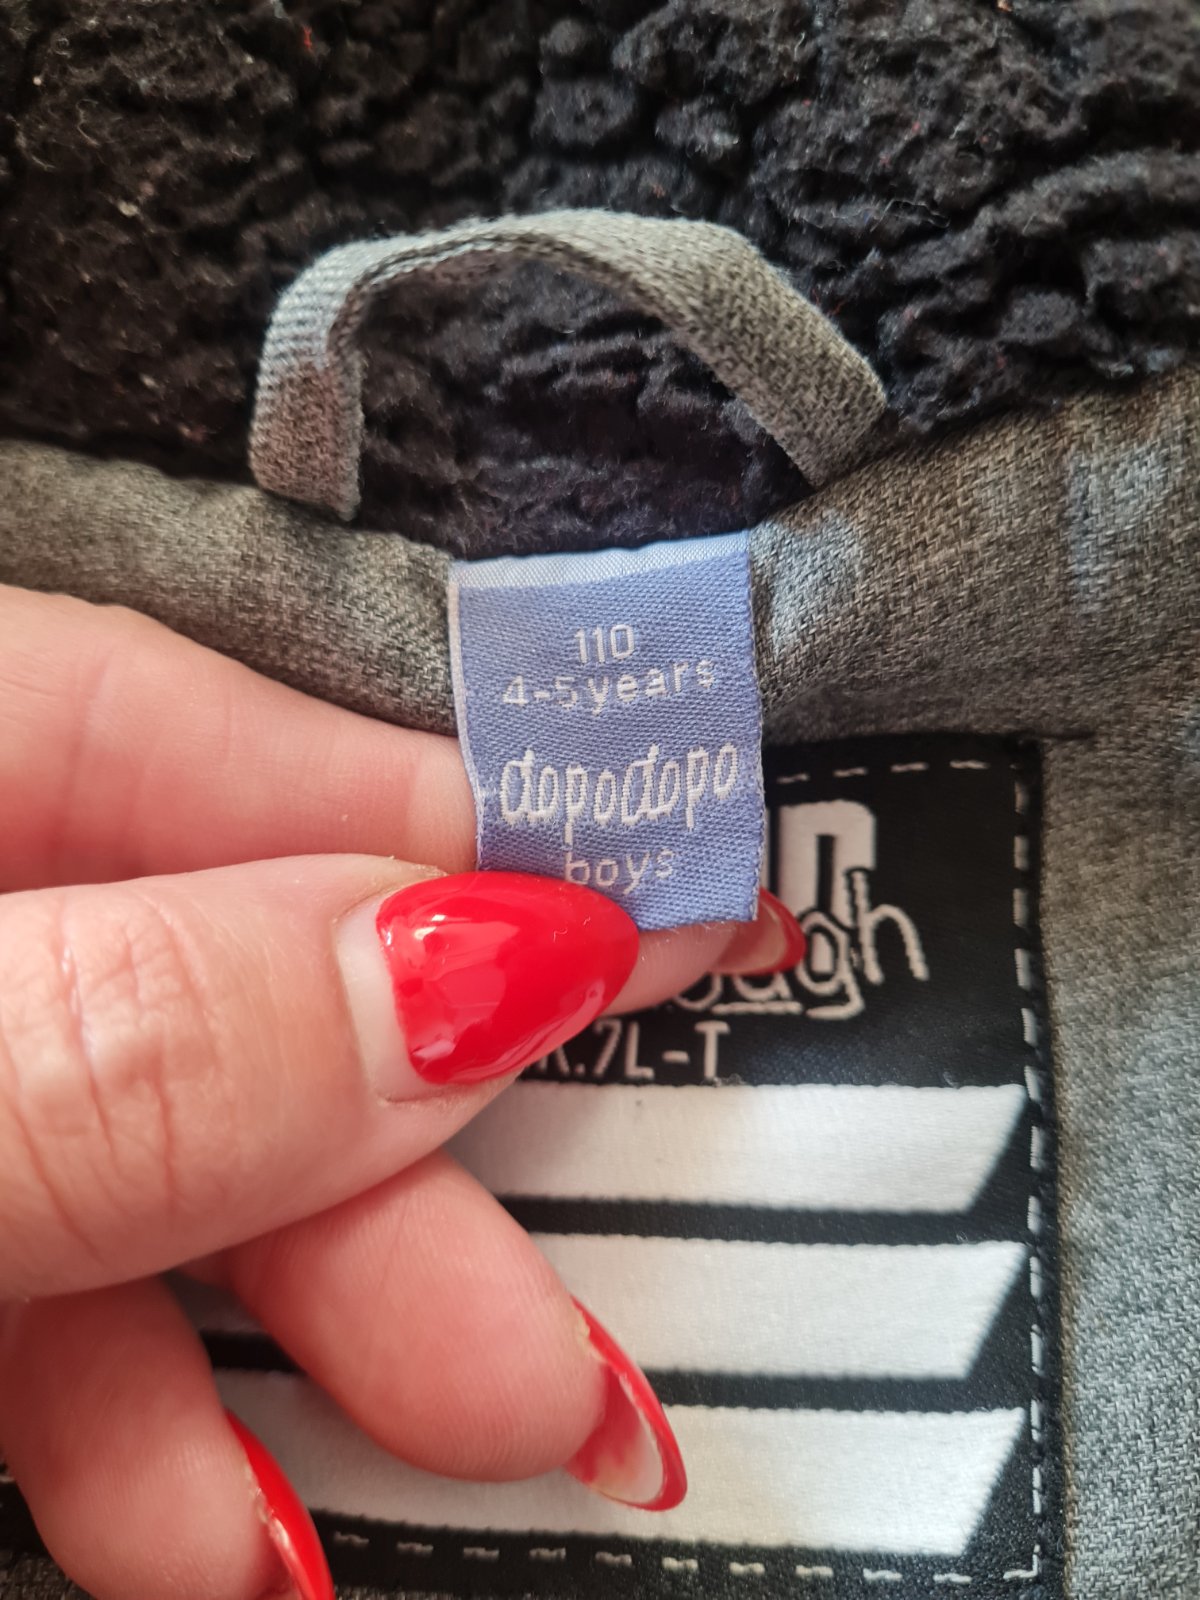 110
4-5 years
dopodopo
boys
.7L-T